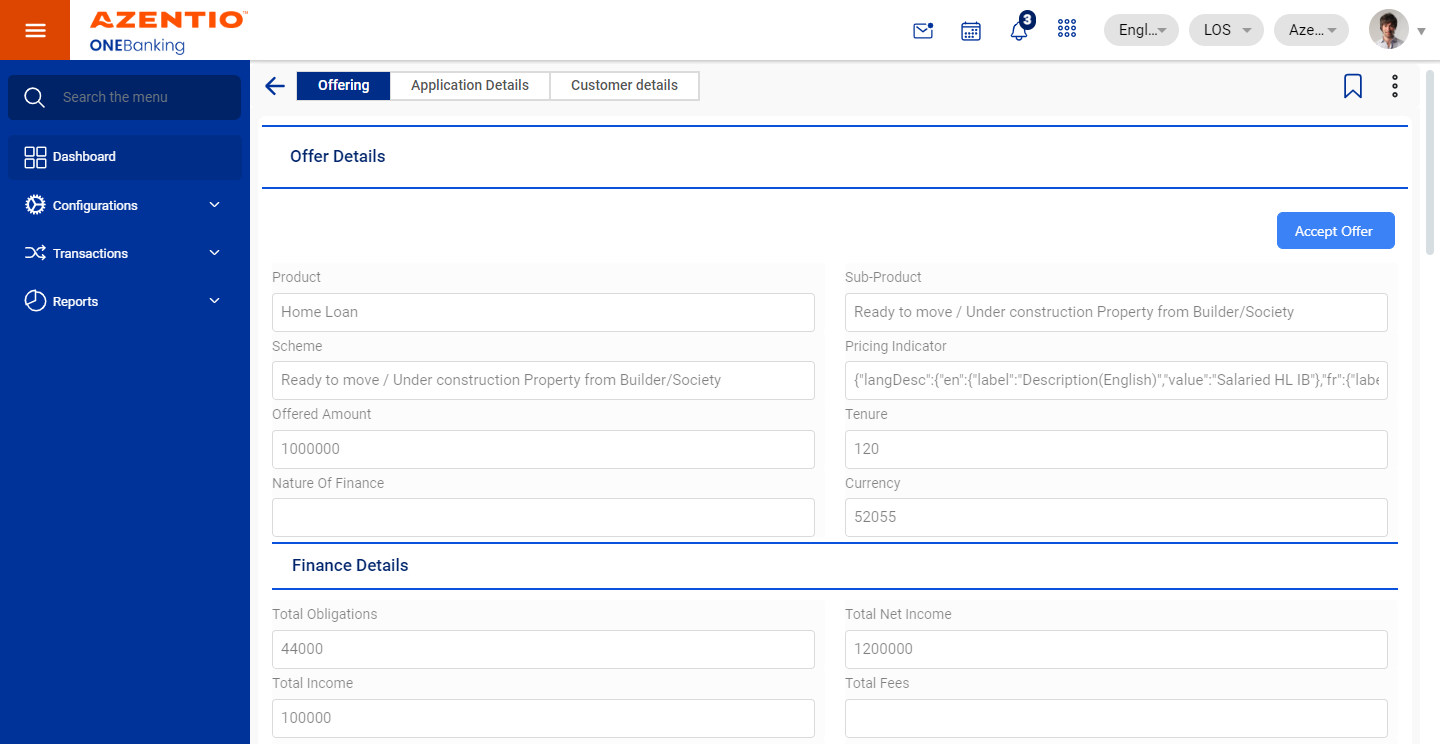 AZENTIO™
ONEBanking
3
Engl...
LOS
Aze...
Search the menu
Dashboard
Configurations
Transactions
Reports
Offering
Application Details
Customer details
Offer Details
Accept Offer
Product
Sub-Product
Home Loan
Ready to move / Under construction Property from Builder/Society
Scheme
Pricing Indicator
Ready to move / Under construction Property from Builder/Society
{"langDesc":{"en":{"label":"Description(English)","value":"Salaried HL IB"},"fr":{"labe
Offered Amount
Tenure
1000000
120
Nature Of Finance
Currency
52055
Finance Details
Total Obligations
Total Net Income
44000
1200000
Total Income
Total Fees
100000